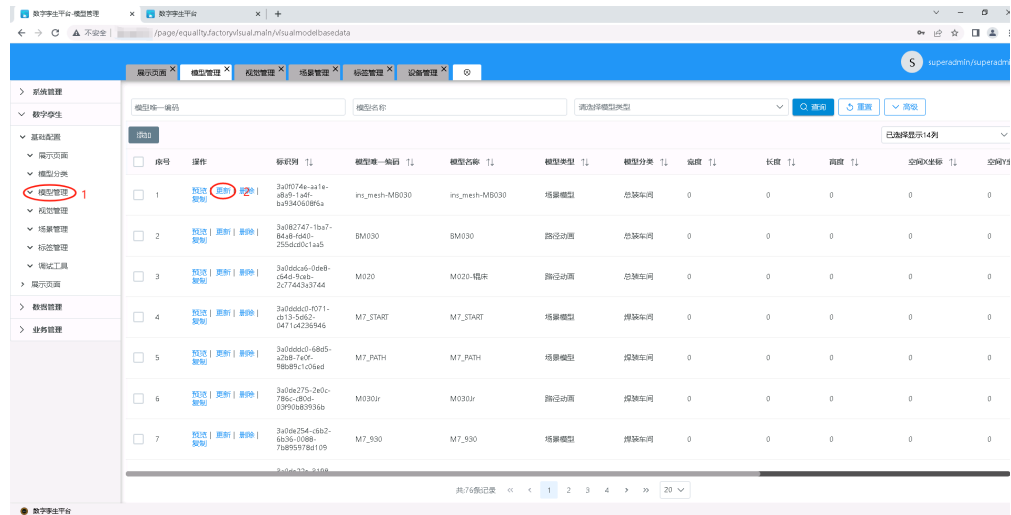 数字孪生平台-模型管理 × 数字孪生平台 × +
不安全 /page/equality.factoryvisual.main/visualmodelbasedata
展示页面 × 模型管理 × 视觉管理 × 场景管理 × 标签管理 × 设备管理 ×
S superadmin/superadmi
系统管理
数字孪生
基础配置
展示页面
模型分类
模型管理 1
视觉管理
场景管理
标签管理
调试工具
展示页面
数据管理
业务管理
模型唯一编码 模型名称 请选择模型类型 查询 重置 高级
添加 已选择显示14列
序号 操作 标识列 模型唯一编码 模型名称 模型类型 模型分类 宽度 长度 高度 空间X坐标 空间Y坐
1 预览 | 更新 | 删除 | 2
复制
3a0f074e-aa1e-
a8a9-1a4f-
ba9340608f6a
ins_mesh-MB030 ins_mesh-MB030 场景模型 总装车间 0 0 0 0 0
2 预览 | 更新 | 删除 |
复制
3a082747-1ba7-
84a8-fd40-
255dcd0c1aa5
BM030 BM030 路径动画 总装车间 0 0 0 0 0
3 预览 | 更新 | 删除 |
复制
3a0ddca6-0de8-
c64d-9ceb-
2c77443a3744
M020 M020-辊床 路径动画 总装车间 0 0 0 0 0
4 预览 | 更新 | 删除 |
复制
3a0dddc0-f071-
cb13-5d62-
0471c4236946
M7_START M7_START 场景模型 焊装车间 0 0 0 0 0
5 预览 | 更新 | 删除 |
复制
3a0dddc0-68d5-
a2b8-7e0f-
98b89c1c06ed
M7_PATH M7_PATH 场景模型 焊装车间 0 0 0 0 0
6 预览 | 更新 | 删除 |
复制
3a0de275-2e0c-
786c-c80d-
03f90b83936b
M030Jr M030Jr 路径动画 焊装车间 0 0 0 0 0
7 预览 | 更新 | 删除 |
复制
3a0de254-c6b2-
6b36-0088-
7b895978d109
M7_930 M7_930 场景模型 焊装车间 0 0 0 0 0
共76条记录 1 2 3 4 20
数字孪生平台